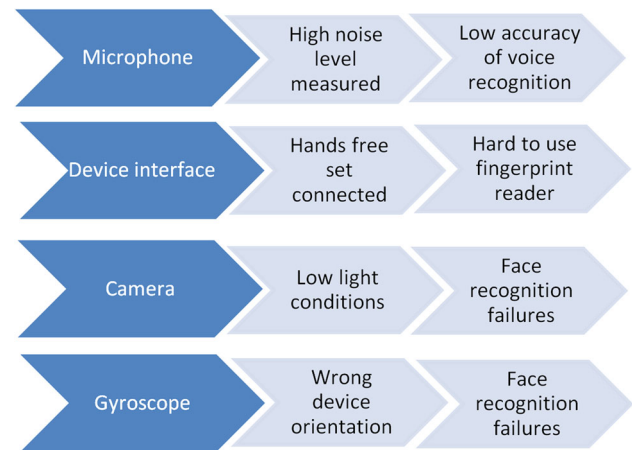 Microphone
High noise
level
measured
Low accuracy
of voice
recognition
Device interface
Hands free
set
connected
Hard to use
fingerprint
reader
Camera
Low light
conditions
Face
recognition
failures
Gyroscope
Wrong
device
orientation
Face
recognition
failures